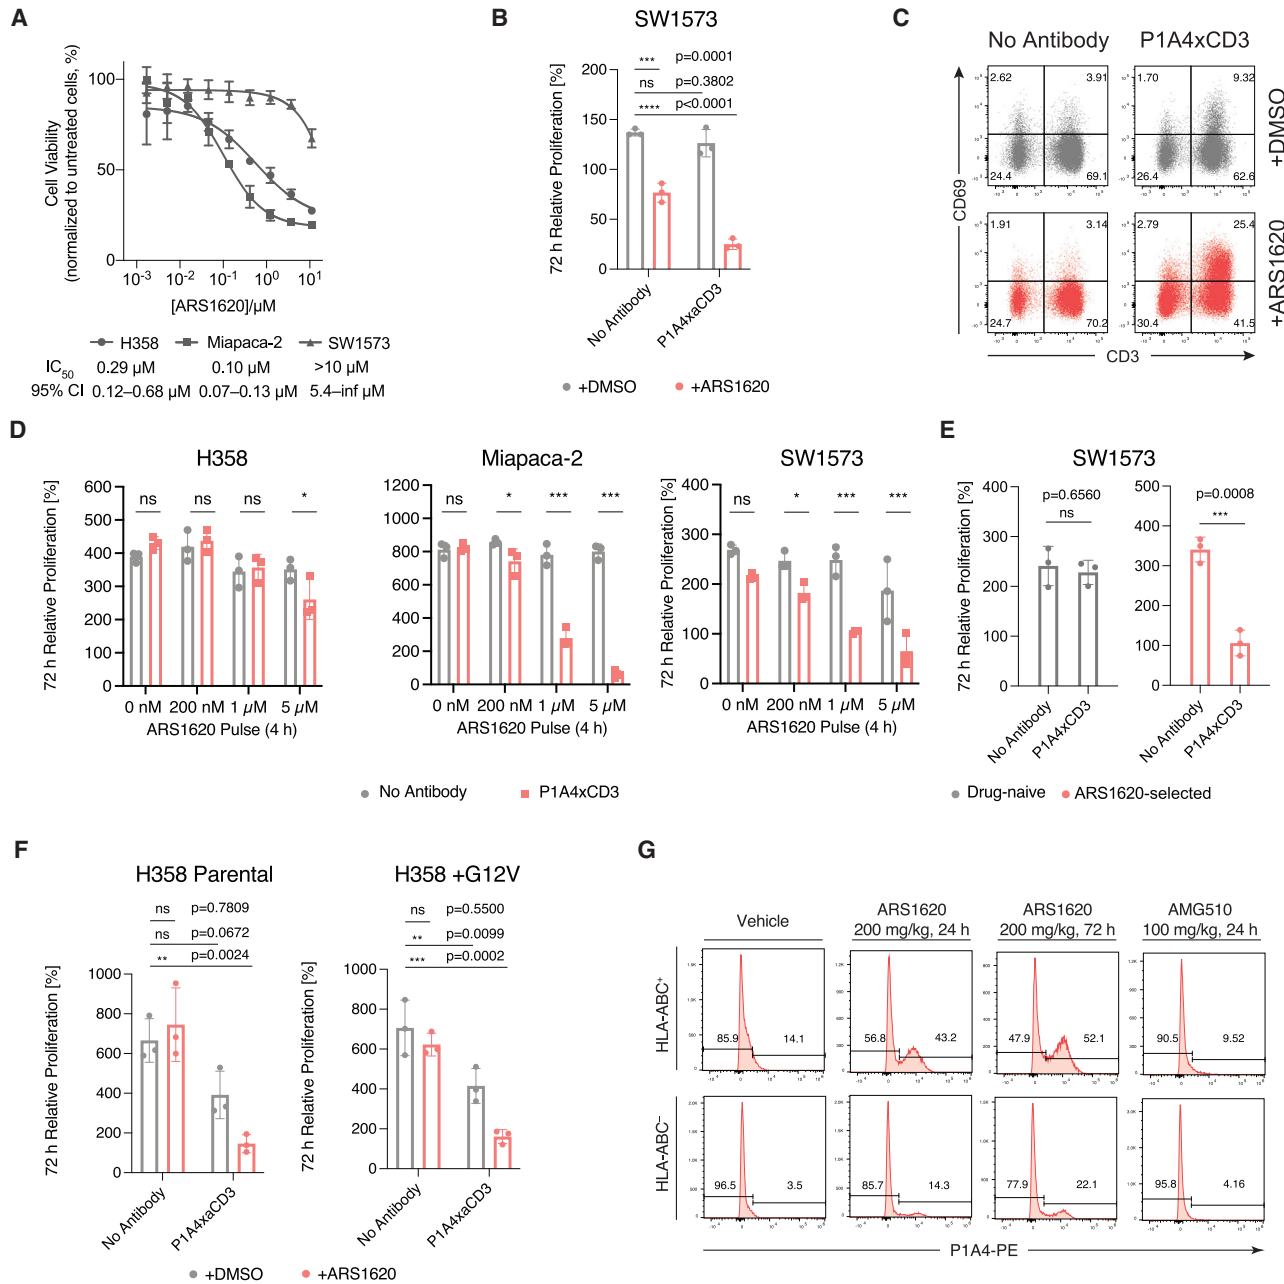 A
Cell Viability
(normalized to untreated cells, %)
100
50
0
10-3 10-2 10-1 100 101
[ARS1620]/µM
H358 Miapaca-2 SW1573
IC50 0.29 µM 0.10 µM >10 µM
95% CI 0.12–0.68 µM 0.07–0.13 µM 5.4–inf µM
B
SW1573
72 h Relative Proliferation [%]
200
150
100
50
0
*** p=0.0001
ns p=0.3802
**** p<0.0001
No Antibody
P1A4xaCD3
+DMSO +ARS1620
C
No Antibody P1A4xCD3
2.62 3.91
24.4 69.1
1.70 9.32
26.4 62.6
+DMSO
1.91 3.14
24.7 70.2
2.79 25.4
30.4 41.5
+ARS1620
CD69
CD3
D
H358
72 h Relative Proliferation [%]
600
500
400
300
200
100
0
ns ns ns *
0 nM 200 nM 1 µM 5 µM
ARS1620 Pulse (4 h)
Miapaca-2
72 h Relative Proliferation [%]
1200
1000
800
600
400
200
0
ns * *** ***
0 nM 200 nM 1 µM 5 µM
ARS1620 Pulse (4 h)
SW1573
72 h Relative Proliferation [%]
400
300
200
100
0
ns * *** ***
0 nM 200 nM 1 µM 5 µM
ARS1620 Pulse (4 h)
No Antibody P1A4xCD3
E
SW1573
72 h Relative Proliferation [%]
400
300
200
100
0
p=0.6560
ns
No Antibody
P1A4xCD3
500
400
300
200
100
0
p=0.0008
***
No Antibody
P1A4xCD3
Drug-naive ARS1620-selected
F
H358 Parental
ns p=0.7809
ns p=0.0672
** p=0.0024
72 h Relative Proliferation [%]
1000
800
600
400
200
0
No Antibody
P1A4xaCD3
H358 +G12V
ns p=0.5500
** p=0.0099
*** p=0.0002
72 h Relative Proliferation [%]
1000
800
600
400
200
0
No Antibody
P1A4xCD3
+DMSO +ARS1620
G
Vehicle
ARS1620
200 mg/kg, 24 h
ARS1620
200 mg/kg, 72 h
AMG510
100 mg/kg, 24 h
HLA-ABC+
85.9 14.1
56.8 43.2
47.9 52.1
90.5 9.52
HLA-ABC−
96.5 3.5
85.7 14.3
77.9 22.1
95.8 4.16
P1A4-PE